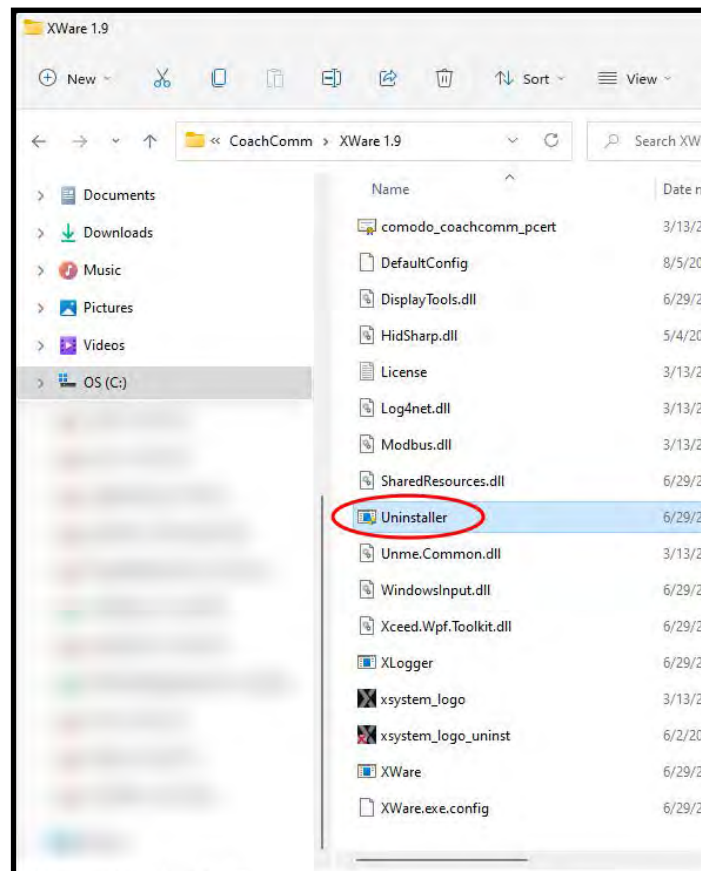 XWare 1.9
New Sort View
« CoachComm > XWare 1.9 Search XW
Name Date n
Documents
Downloads
Music
Pictures
Videos
OS (C:)
comodo_coachcomm_pcert 3/13/2
DefaultConfig 8/5/20
DisplayTools.dll 6/29/2
HidSharp.dll 5/4/20
License 3/13/2
Log4net.dll 3/13/2
Modbus.dll 3/13/2
SharedResources.dll 6/29/2
Uninstaller 6/29/2
Unme.Common.dll 3/13/2
WindowsInput.dll 6/29/2
Xceed.Wpf.Toolkit.dll 6/29/2
XLogger 6/29/2
xsystem_logo 3/13/2
xsystem_logo_uninst 6/2/20
XWare 6/29/2
XWare.exe.config 6/29/2